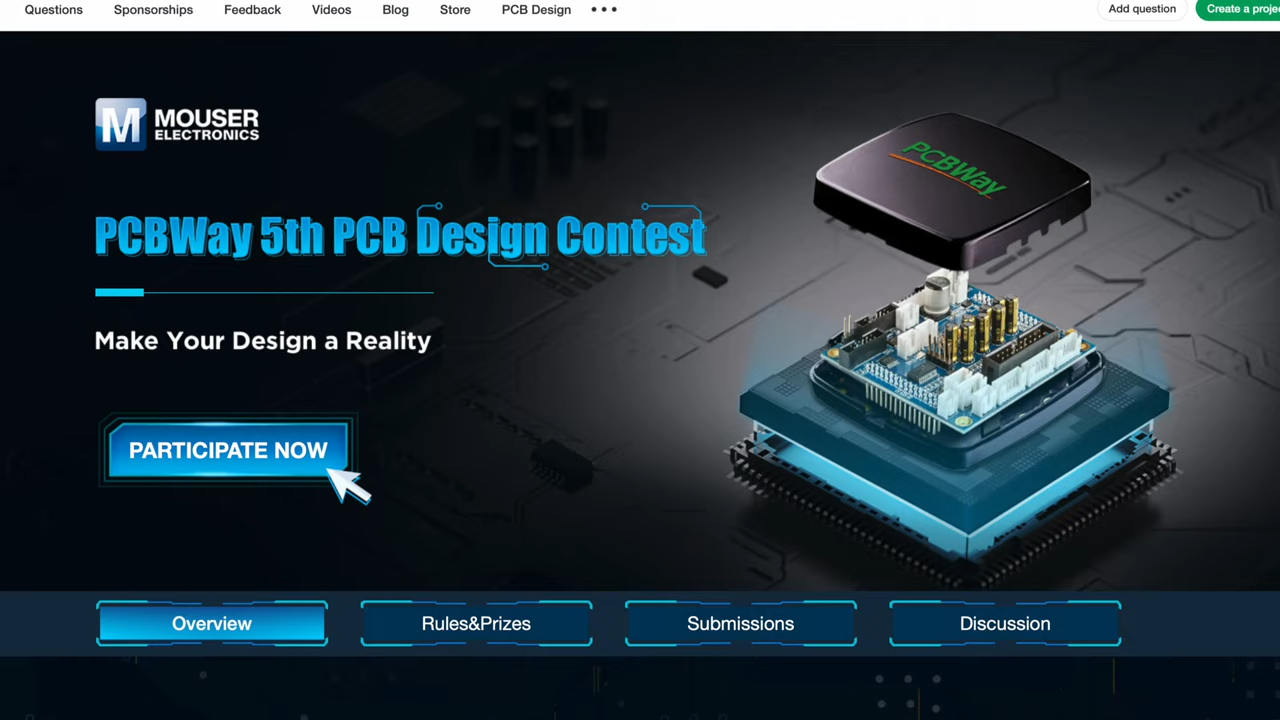 Questions Sponsorships Feedback Videos Blog Store PCB Design ••• Add question Create a projec
M MOUSER
ELECTRONICS
PCBWay
PCBWay 5th PCB Design Contest
Make Your Design a Reality
PARTICIPATE NOW
Overview Rules&Prizes Submissions Discussion